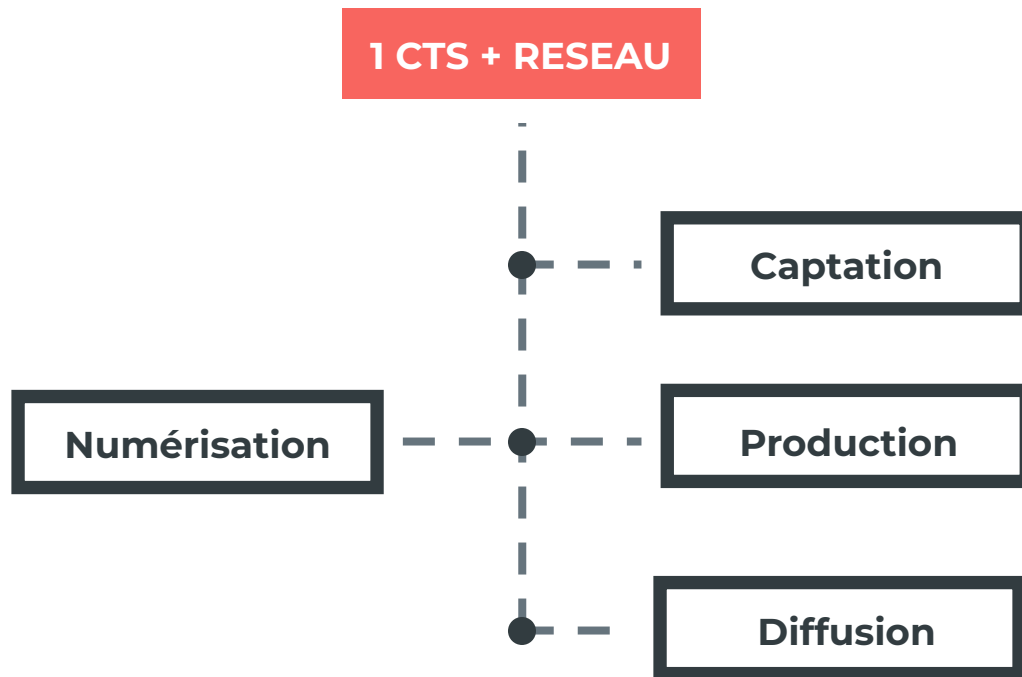 1 CTS + RESEAU
Captation
Numérisation
Production
Diffusion